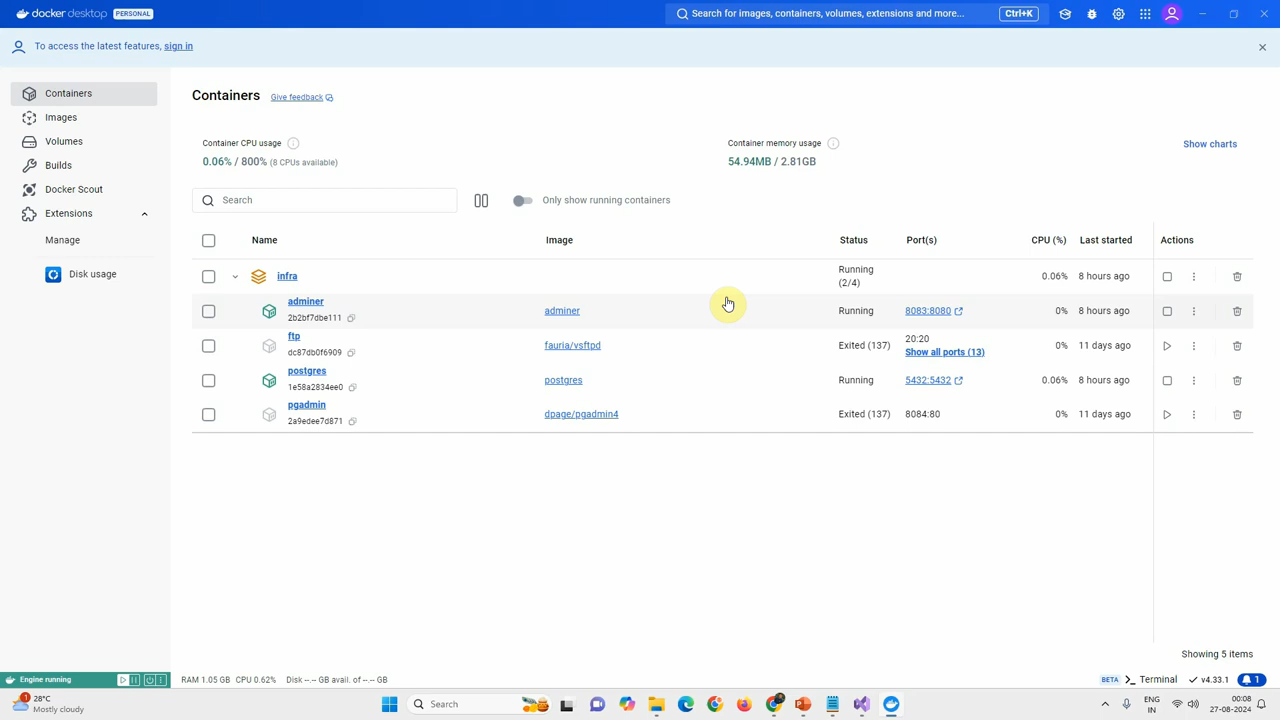 docker desktop PERSONAL Search for images, containers, volumes, extensions and more... Ctrl+K
To access the latest features, sign in
Containers
Images
Volumes
Builds
Docker Scout
Extensions
Manage
Disk usage
Containers Give feedback
Container CPU usage
0.06% / 800% (8 CPUs available)
Container memory usage
54.94MB / 2.81GB
Show charts
Search Only show running containers
Name Image Status Port(s) CPU (%) Last started Actions
infra Running (2/4) 0.06% 8 hours ago
adminer
2b2bf7dbe111
adminer Running 8083:8080 0% 8 hours ago
ftp
dc87db0f6909
fauria/vsftpd Exited (137) 20:20 0% 11 days ago
Show all ports (13)
postgres
1e58a2834ee0
postgres Running 5432:5432 0.06% 8 hours ago
pgadmin
2a9edee7d871
dpage/pgadmin4 Exited (137) 8084:80 0% 11 days ago
Showing 5 items
Engine running RAM 1.05 GB CPU 0.62% Disk --.-- GB avail. of --.-- GB BETA Terminal v4.33.1 1
1 28°C
Mostly cloudy
Search
ENG
IN
00:08
27-08-2024